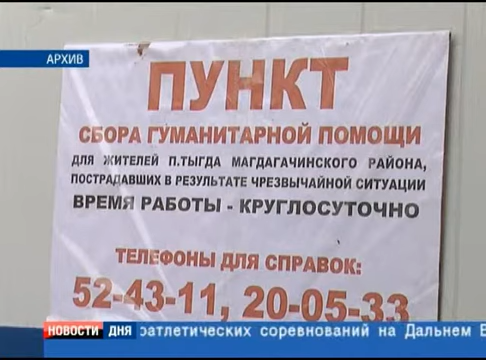 АРХИВ
ПУНКТ
СБОРА ГУМАНИТАРНОЙ ПОМОЩИ
ДЛЯ ЖИТЕЛЕЙ П.ТЫГДА МАГДАГАЧИНСКОГО РАЙОНА,
ПОСТРАДАВШИХ В РЕЗУЛЬТАТЕ ЧРЕЗВЫЧАЙНОЙ СИТУАЦИИ
ВРЕМЯ РАБОТЫ - КРУГЛОСУТОЧНО
ТЕЛЕФОНЫ ДЛЯ СПРАВОК:
52-43-11, 20-05-33
НОВОСТИ ДНЯ ратлетических соревнований на Дальнем В